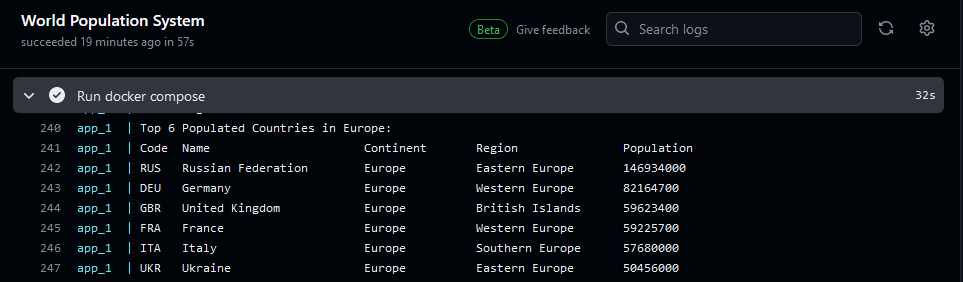 World Population System
succeeded 19 minutes ago in 57s
Beta Give feedback Search logs
Run docker compose 32s
240 app_1 | Top 6 Populated Countries in Europe:
241 app_1 | Code Name Continent Region Population
242 app_1 | RUS Russian Federation Europe Eastern Europe 146934000
243 app_1 | DEU Germany Europe Western Europe 82164700
244 app_1 | GBR United Kingdom Europe British Islands 59623400
245 app_1 | FRA France Europe Western Europe 59225700
246 app_1 | ITA Italy Europe Southern Europe 57680000
247 app_1 | UKR Ukraine Europe Eastern Europe 50456000